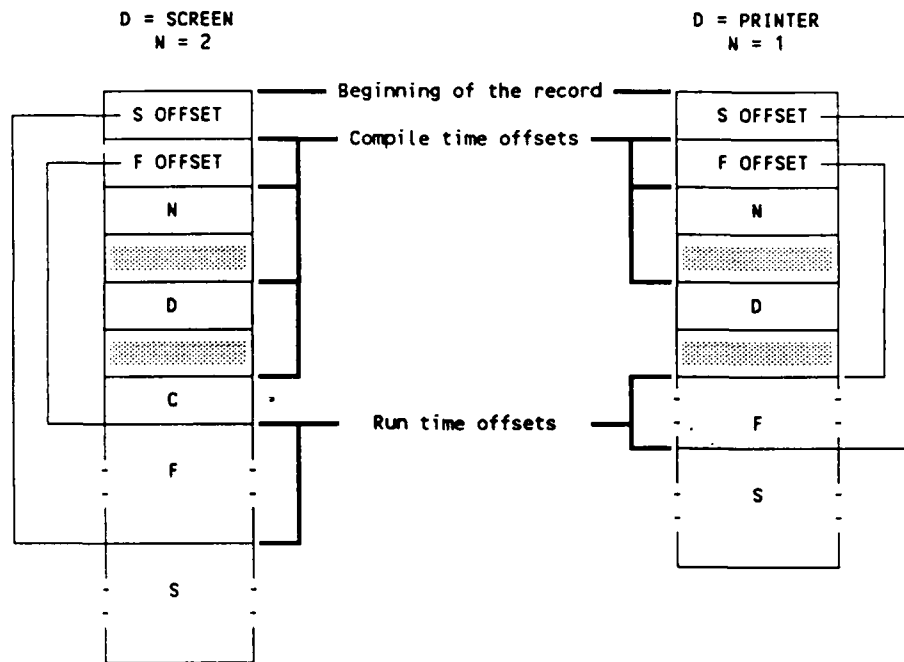 D = SCREEN
N = 2
D = PRINTER
N = 1
Beginning of the record
S OFFSET
S OFFSET
Compile time offsets
F OFFSET
F OFFSET
N
N
D
D
C
Run time offsets
F
F
S
S